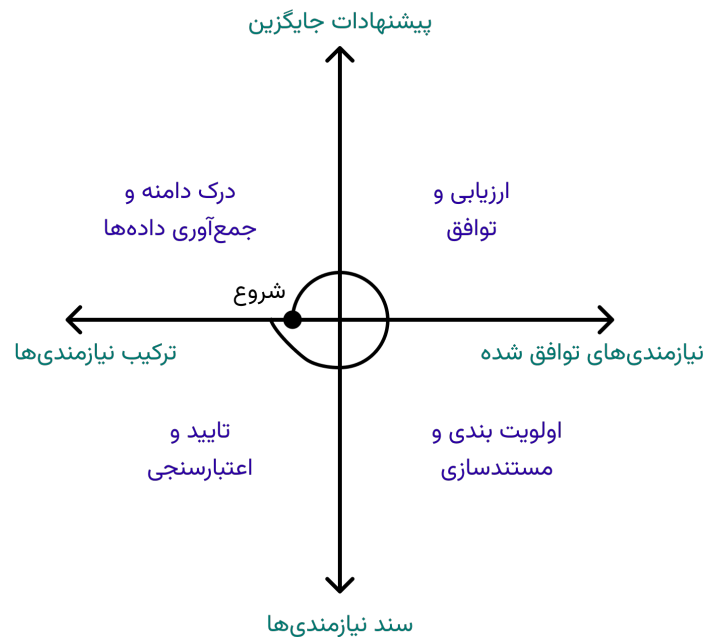 پیشنهادات جایگزین
ارزیابی و
توافق
درک دامنه و
جمع‌آوری داده‌ها
شروع
نیازمندی‌های توافق شده
ترکیب نیازمندی‌ها
اولویت بندی و
مستندسازی
تایید و
اعتبارسنجی
سند نیازمندی‌ها